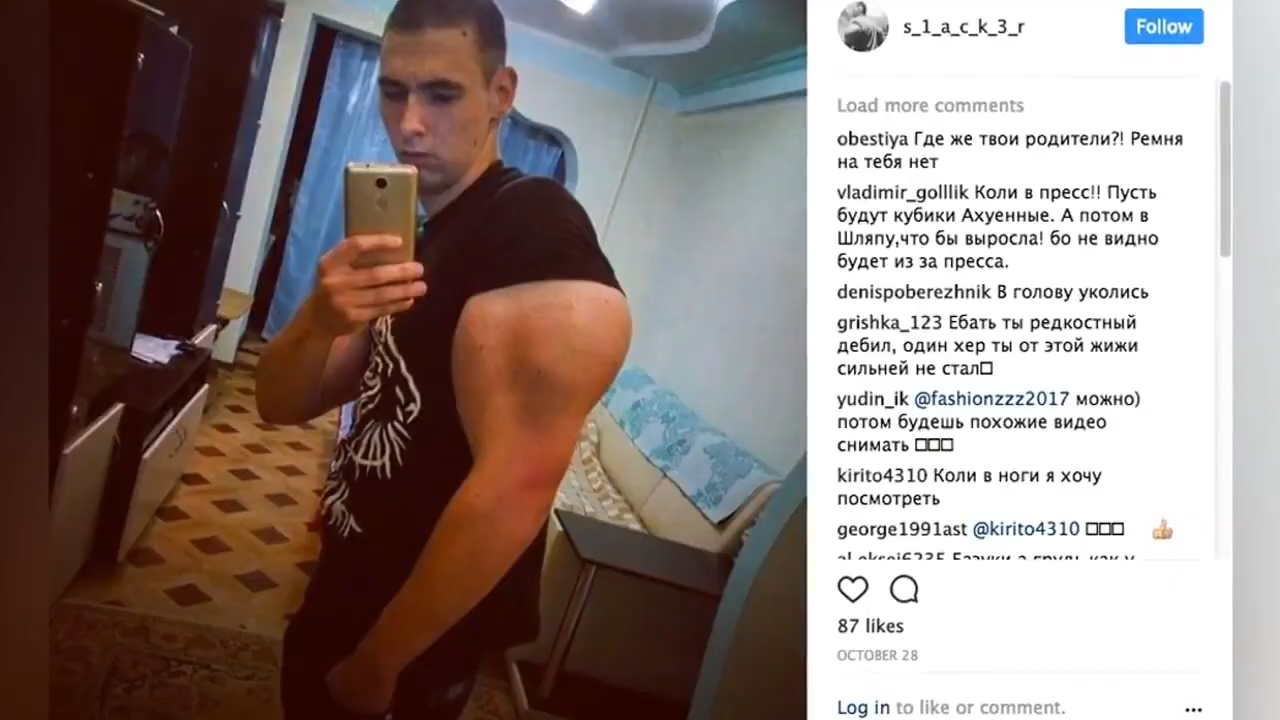 s_1_a_c_k_3_r
Follow
Load more comments
obestiya Где же твои родители?! Ремня
на тебя нет
vladimir_golllik Коли в пресс!! Пусть
будут кубики Ахуенные. А потом в
Шляпу,что бы выросла! бо не видно
будет из за пресса.
denispoberezhnik В голову уколись
grishka_123 Ебать ты редкостный
дебил, один хер ты от этой жижи
сильней не стал
yudin_ik @fashionzzz2017 можно)
потом будешь похожие видео
снимать
kirito4310 Коли в ноги я хочу
посмотреть
george1991ast @kirito4310
87 likes
OCTOBER 28
Log in to like or comment.